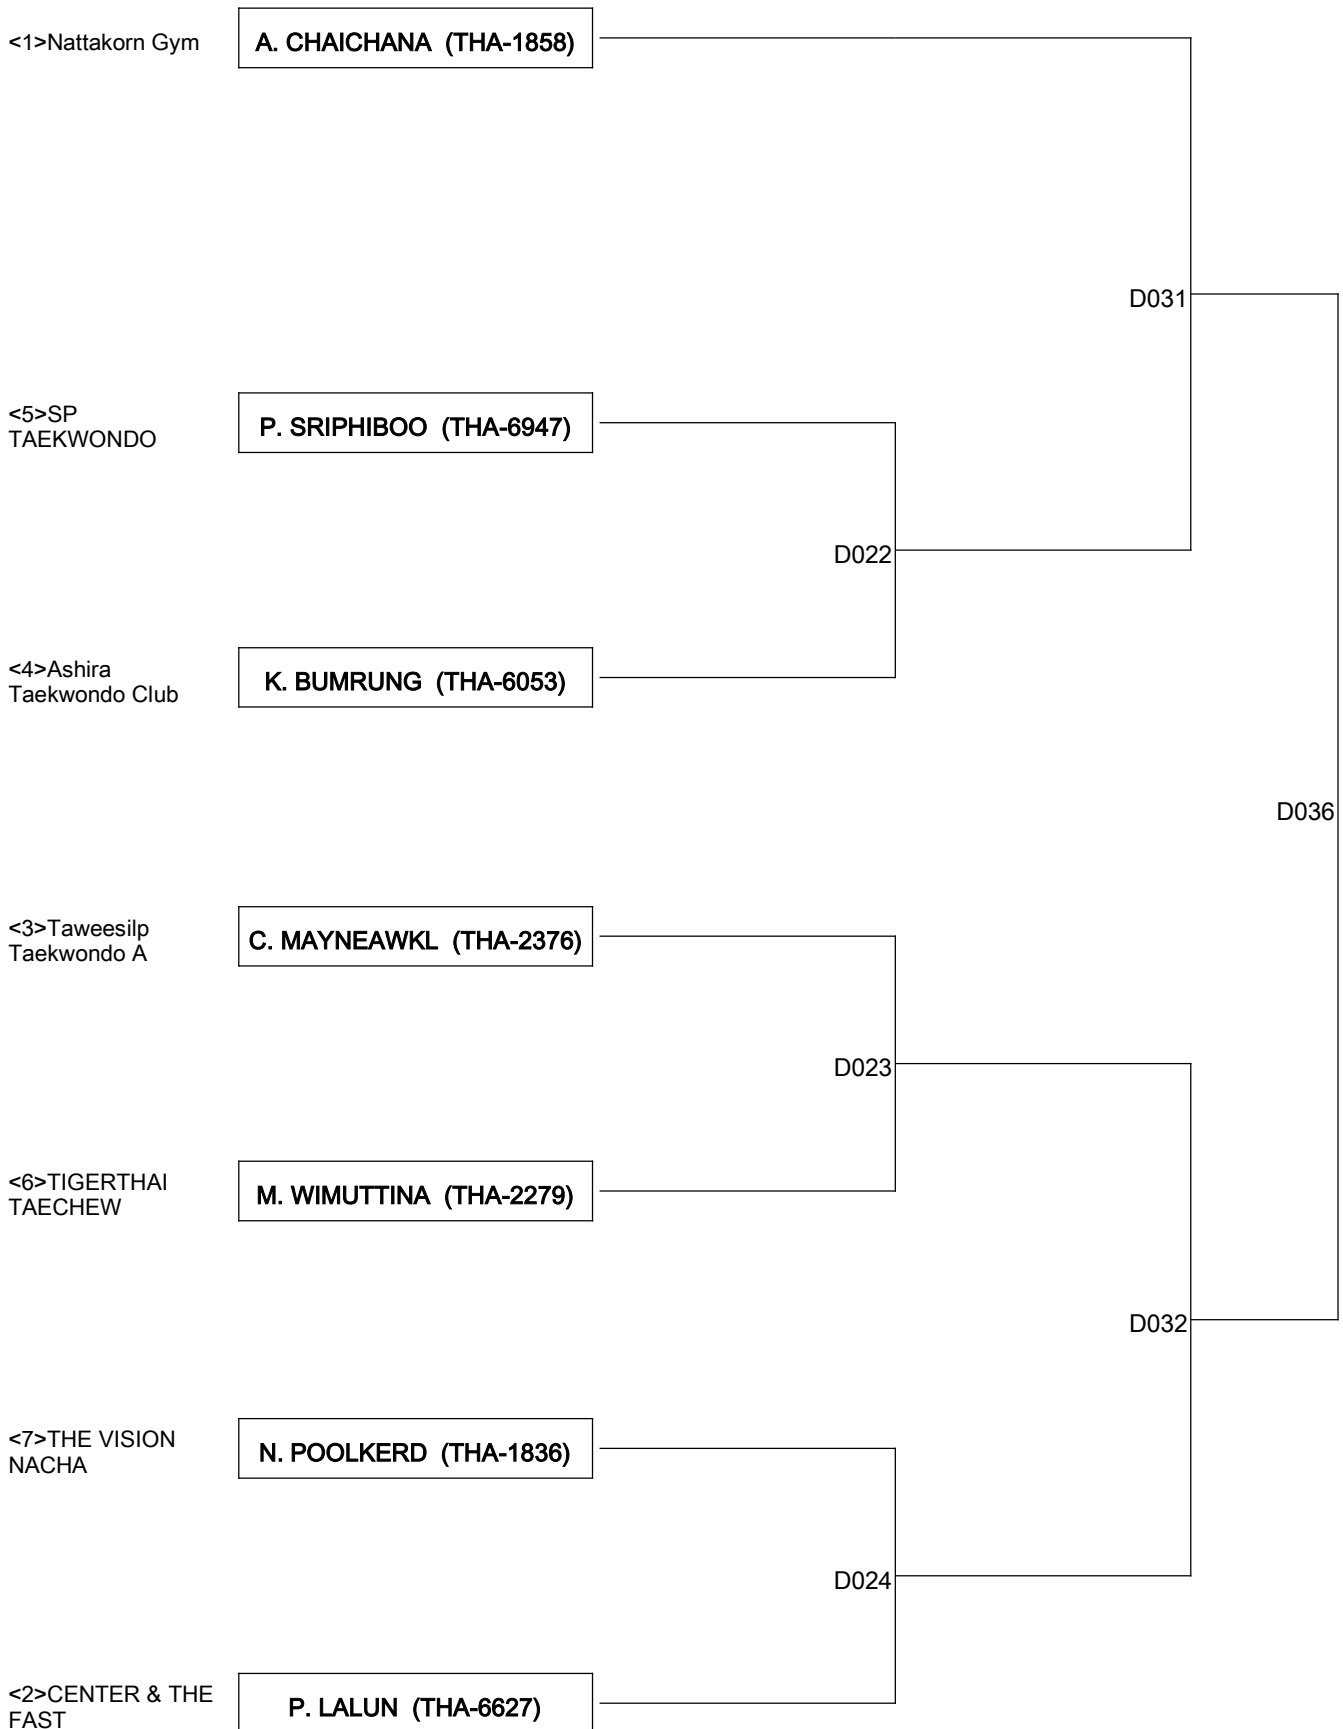 <1>Nattakorn Gym
A. CHAICHANA (THA-1858)
D031
<5>SP
TAEKWONDO
P. SRIPHIBOO (THA-6947)
D022
<4>Ashira
Taekwondo Club
K. BUMRUNG (THA-6053)
D036
<3>Taweesilp
Taekwondo A
C. MAYNEAWKL (THA-2376)
D023
<6>TIGERTHAI
TAECHEW
M. WIMUTTINA (THA-2279)
D032
<7>THE VISION
NACHA
N. POOLKERD (THA-1836)
D024
<2>CENTER & THE
FAST
P. LALUN (THA-6627)